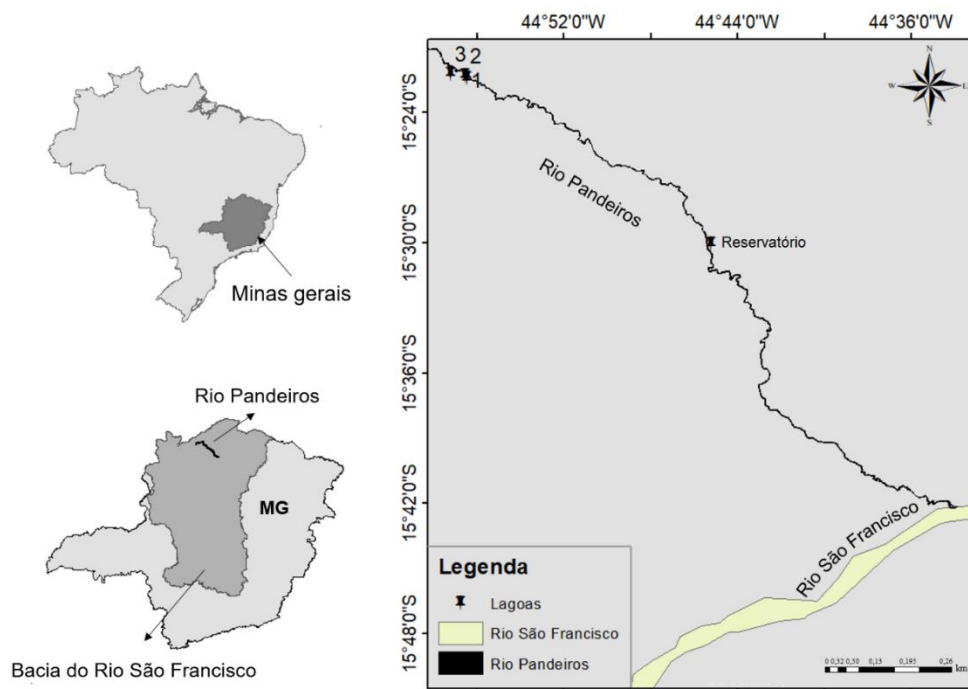 Minas gerais
Rio Pandeiros
MG
Bacia do Rio São Francisco
44°52'0"W
44°44'0"W
44°36'0"W
15°24'0"S
15°30'0"S
15°36'0"S
15°42'0"S
15°48'0"S
3 2
1
N
W E
S
Rio Pandeiros
Reservatório
Rio São Francisco
Legenda
Lagoas
Rio São Francisco
Rio Pandeiros
km